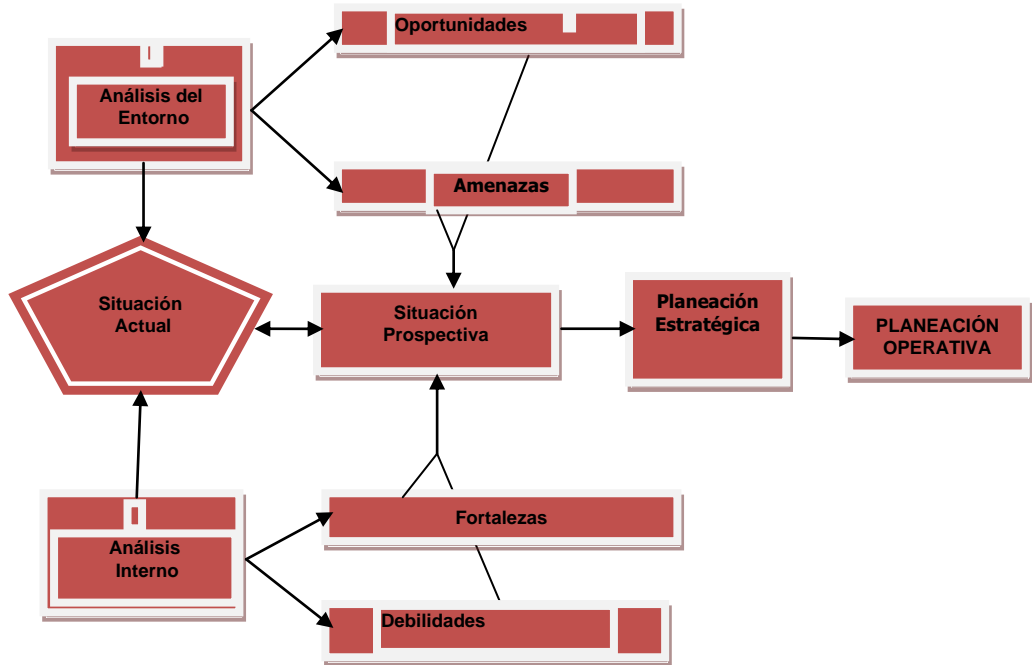 Oportunidades
Análisis del
Entorno
Amenazas
Situación
Actual
Situación
Prospectiva
Planeación
Estratégica
PLANEACIÓN
OPERATIVA
Fortalezas
Análisis
Interno
Debilidades